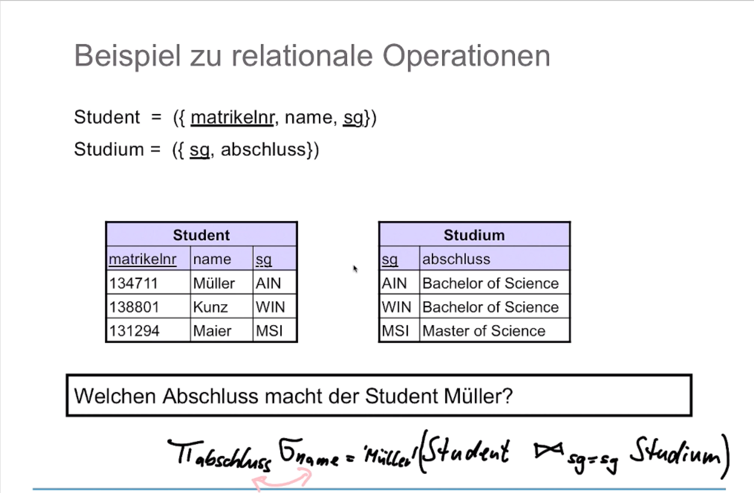 Beispiel zu relationale Operationen
Student = ({ matrikelnr, name, sg})
Studium = ({ sg, abschluss})
Student
matrikelnr name sg
134711 Müller AIN
138801 Kunz WIN
131294 Maier MSI
Studium
sg abschluss
AIN Bachelor of Science
WIN Bachelor of Science
MSI Master of Science
Welchen Abschluss macht der Student Müller?
π abschluss σ name = 'Müller' (Student ⋈ sg=sg Studium)